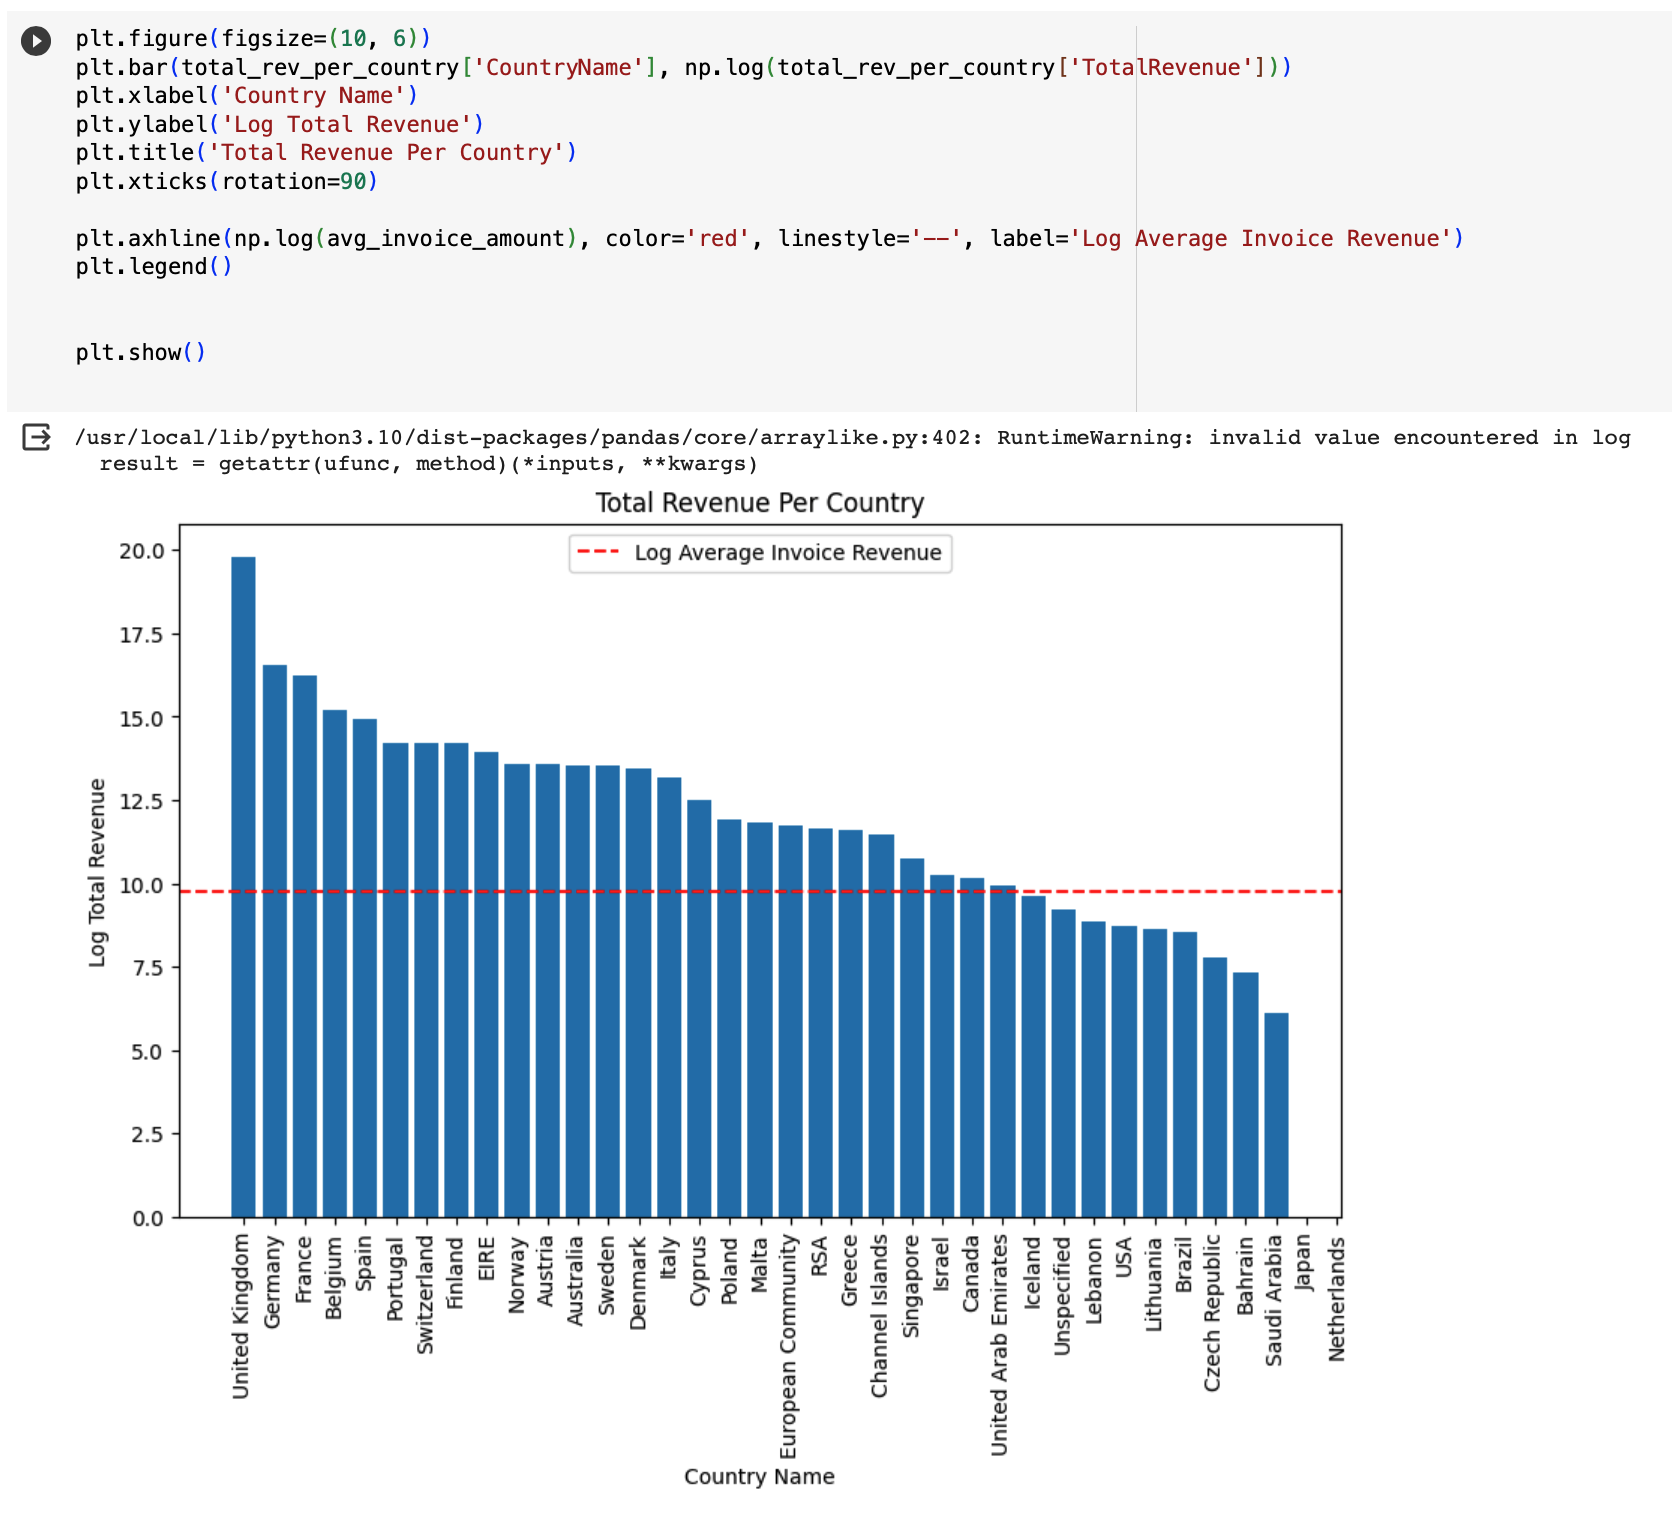 plt.figure(figsize=(10, 6))
plt.bar(total_rev_per_country['CountryName'], np.log(total_rev_per_country['TotalRevenue']))
plt.xlabel('Country Name')
plt.ylabel('Log Total Revenue')
plt.title('Total Revenue Per Country')
plt.xticks(rotation=90)
plt.axhline(np.log(avg_invoice_amount), color='red', linestyle='--', label='Log Average Invoice Revenue')
plt.legend()
plt.show()
/usr/local/lib/python3.10/dist-packages/pandas/core/arraylike.py:402: RuntimeWarning: invalid value encountered in log
result = getattr(ufunc, method)(*inputs, **kwargs)
Total Revenue Per Country
Log Average Invoice Revenue
Log Total Revenue
20.0
17.5
15.0
12.5
10.0
7.5
5.0
2.5
0.0
United Kingdom
Germany
France
Belgium
Spain
Portugal
Switzerland
Finland
EIRE
Norway
Austria
Australia
Sweden
Denmark
Italy
Cyprus
Poland
Malta
European Community
RSA
Greece
Channel Islands
Singapore
Israel
Canada
United Arab Emirates
Iceland
Unspecified
Lebanon
USA
Lithuania
Brazil
Czech Republic
Bahrain
Saudi Arabia
Japan
Netherlands
Country Name